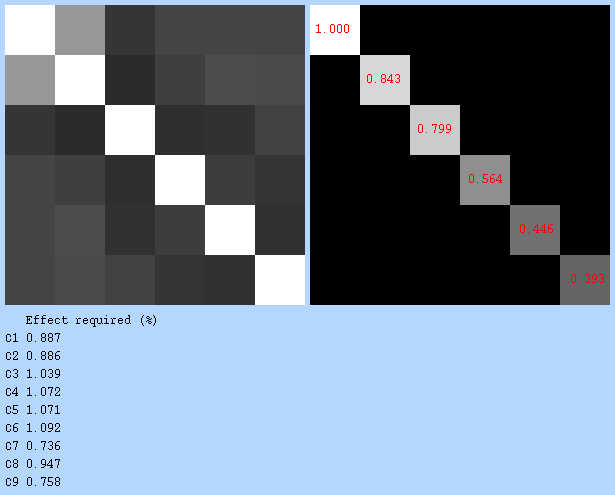 1.000
0.843
0.799
0.564
0.446
0.393
Effect required (%)
C1 0.887
C2 0.886
C3 1.039
C4 1.072
C5 1.071
C6 1.092
C7 0.736
C8 0.947
C9 0.758